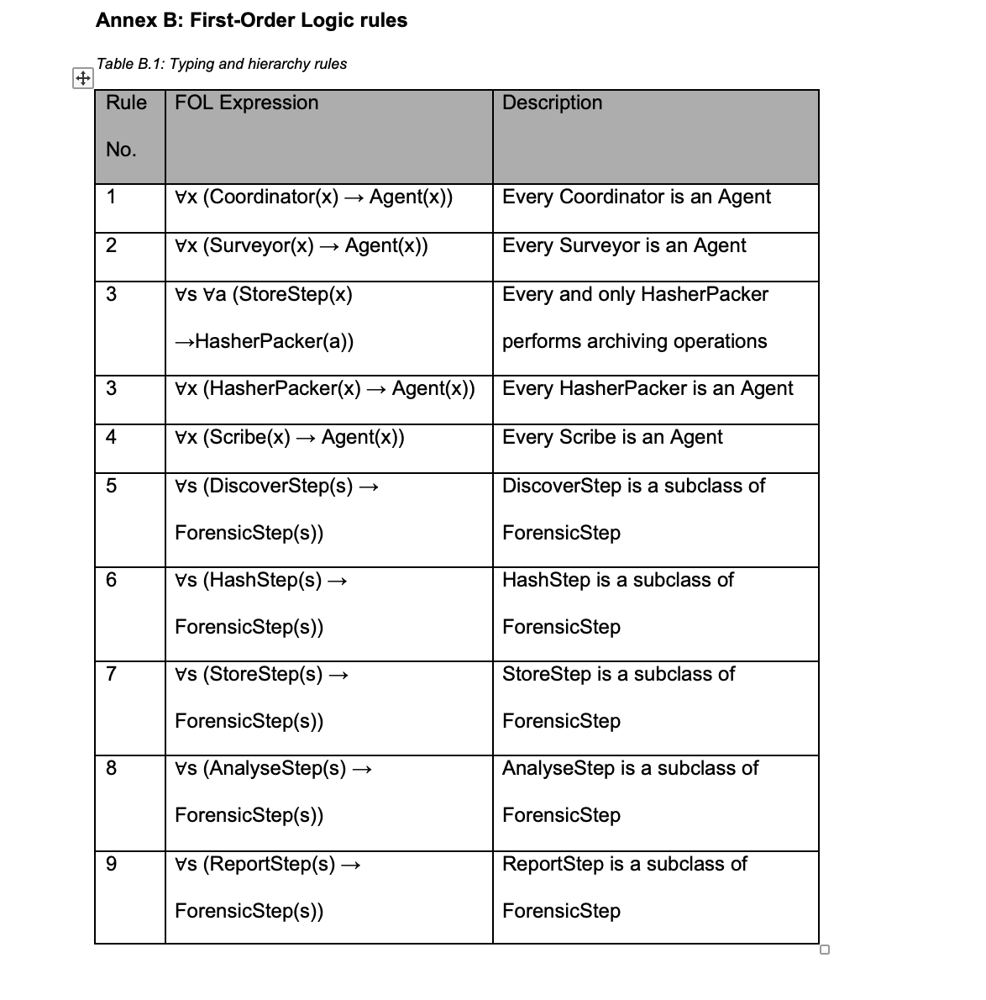 Annex B: First-Order Logic rules
Table B.1: Typing and hierarchy rules
Rule No. FOL Expression Description
1 ∀x (Coordinator(x) → Agent(x)) Every Coordinator is an Agent
2 ∀x (Surveyor(x) → Agent(x)) Every Surveyor is an Agent
3 ∀s ∀a (StoreStep(x) Every and only HasherPacker
→HasherPacker(a)) performs archiving operations
3 ∀x (HasherPacker(x) → Agent(x)) Every HasherPacker is an Agent
4 ∀x (Scribe(x) → Agent(x)) Every Scribe is an Agent
5 ∀s (DiscoverStep(s) → DiscoverStep is a subclass of
ForensicStep(s)) ForensicStep
6 ∀s (HashStep(s) → HashStep is a subclass of
ForensicStep(s)) ForensicStep
7 ∀s (StoreStep(s) → StoreStep is a subclass of
ForensicStep(s)) ForensicStep
8 ∀s (AnalyseStep(s) → AnalyseStep is a subclass of
ForensicStep(s)) ForensicStep
9 ∀s (ReportStep(s) → ReportStep is a subclass of
ForensicStep(s)) ForensicStep